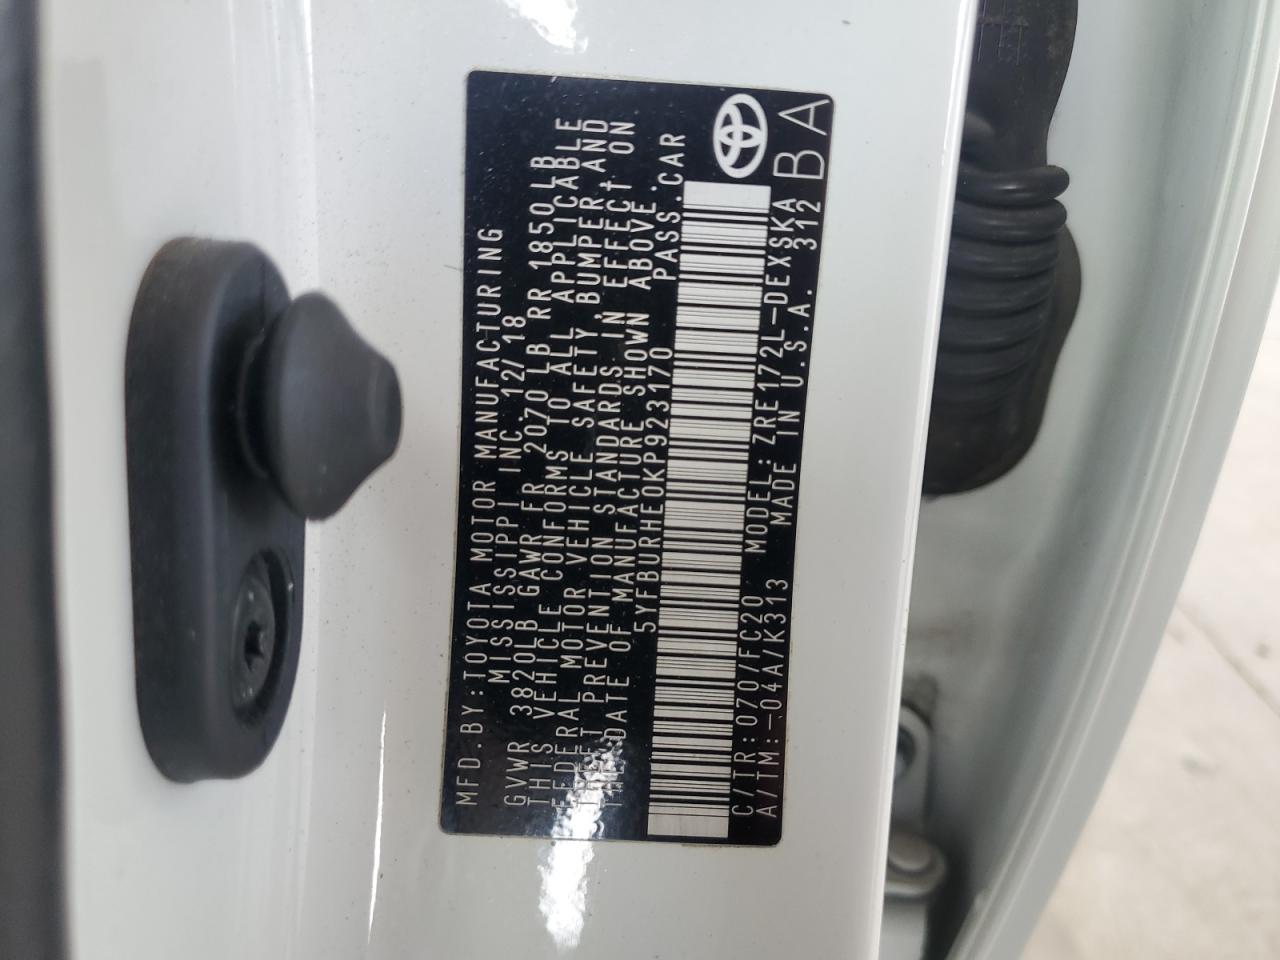 MFD.BY:TOYOTA MOTOR MANUFACTURING
MISSISSIPPI INC. 12/18
GVWR 3820LB GAWR FR 2070LB RR 1850LB
THIS VEHICLE CONFORMS TO ALL APPLICABLE
FEDERAL MOTOR VEHICLE SAFETY, BUMPER, AND
THEFT PREVENTION STANDARDS IN EFFECT ON
THE DATE OF MANUFACTURE SHOWN ABOVE.
5YFBURHE0KP923170 PASS.CAR
C/TR:070/FC20 MODEL:ZRE172L-DEXSKA
A/TM:-04A/K313 MADE IN U.S.A. 312
BA